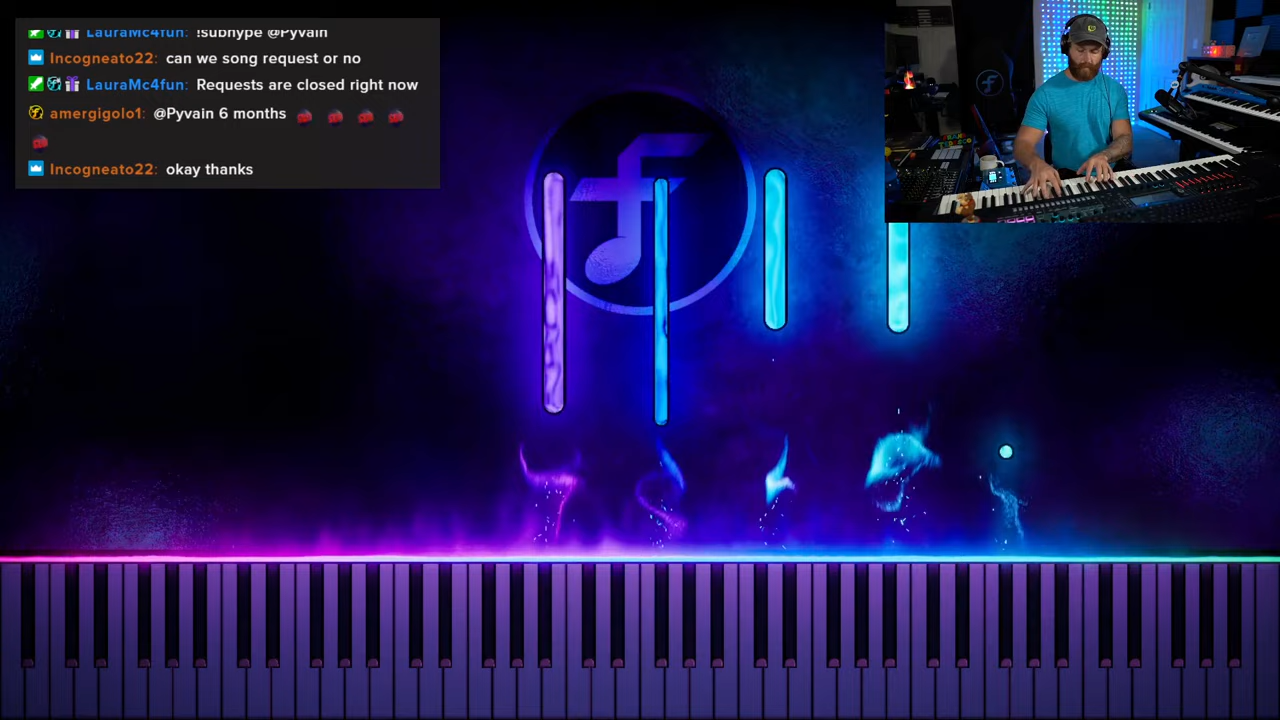 LauraMc4fun: !subhype @Pyvain
Incogneato22: can we song request or no
LauraMc4fun: Requests are closed right now
amergigolo1: @Pyvain 6 months
Incogneato22: okay thanks